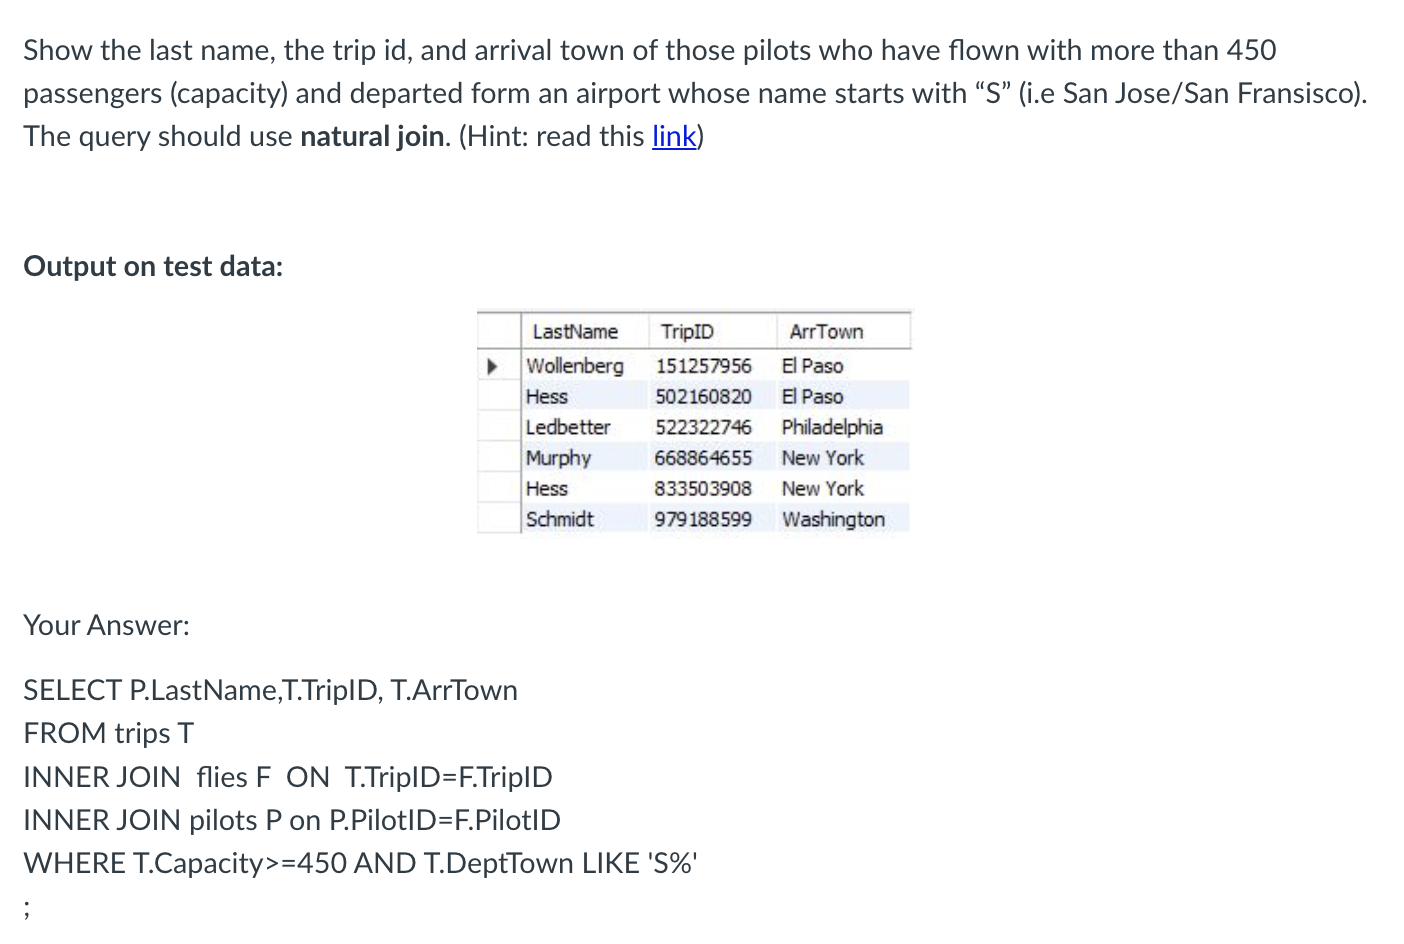 Show the last name, the trip id, and arrival town of those pilots who have flown with more than 450
passengers (capacity) and departed form an airport whose name starts with “S” (i.e San Jose/San Fransisco).
The query should use natural join. (Hint: read this link)
Output on test data:
LastName TripID ArrTown
Wollenberg 151257956 El Paso
Hess 502160820 El Paso
Ledbetter 522322746 Philadelphia
Murphy 668864655 New York
Hess 833503908 New York
Schmidt 979188599 Washington
Your Answer:
SELECT P.LastName,T.TripID, T.ArrTown
FROM trips T
INNER JOIN  flies F  ON  T.TripID=F.TripID
INNER JOIN pilots P on P.PilotID=F.PilotID
WHERE T.Capacity>=450 AND T.DeptTown LIKE 'S%'
;